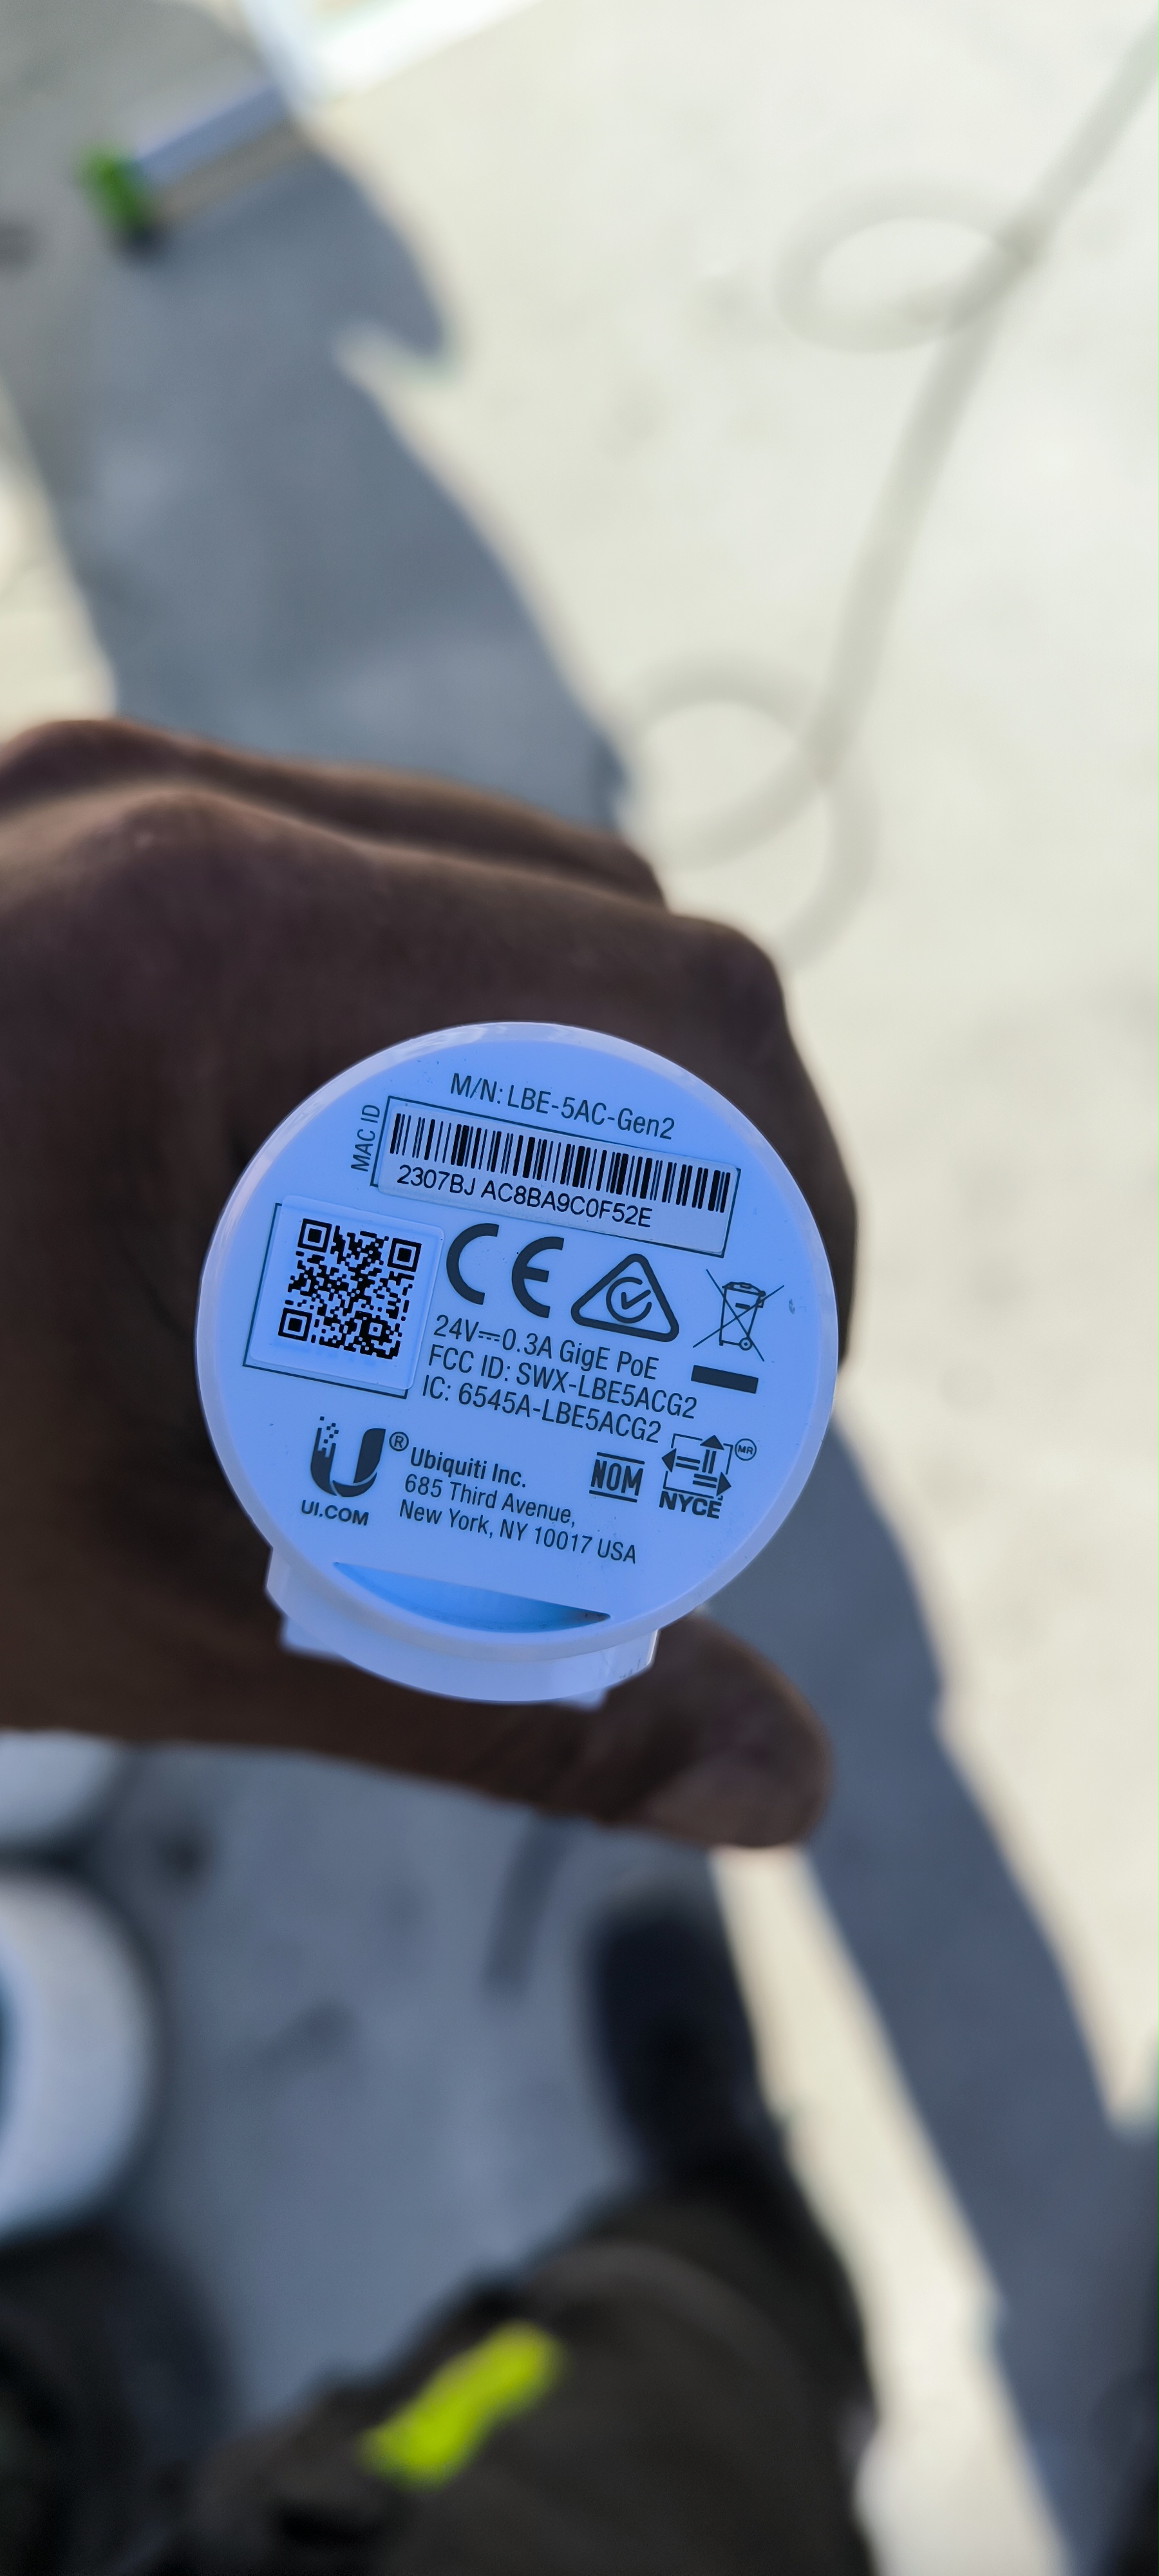 M/N: LBE-5AC-Gen2
MAC ID
2307BJ AC8BA9C0F52E
CE
24V⎓0.3A GigE PoE
FCC ID: SWX-LBE5ACG2
IC: 6545A-LBE5ACG2
U®
UI.COM
Ubiquiti Inc.
685 Third Avenue,
New York, NY 10017 USA
NOM
NYCE
MR